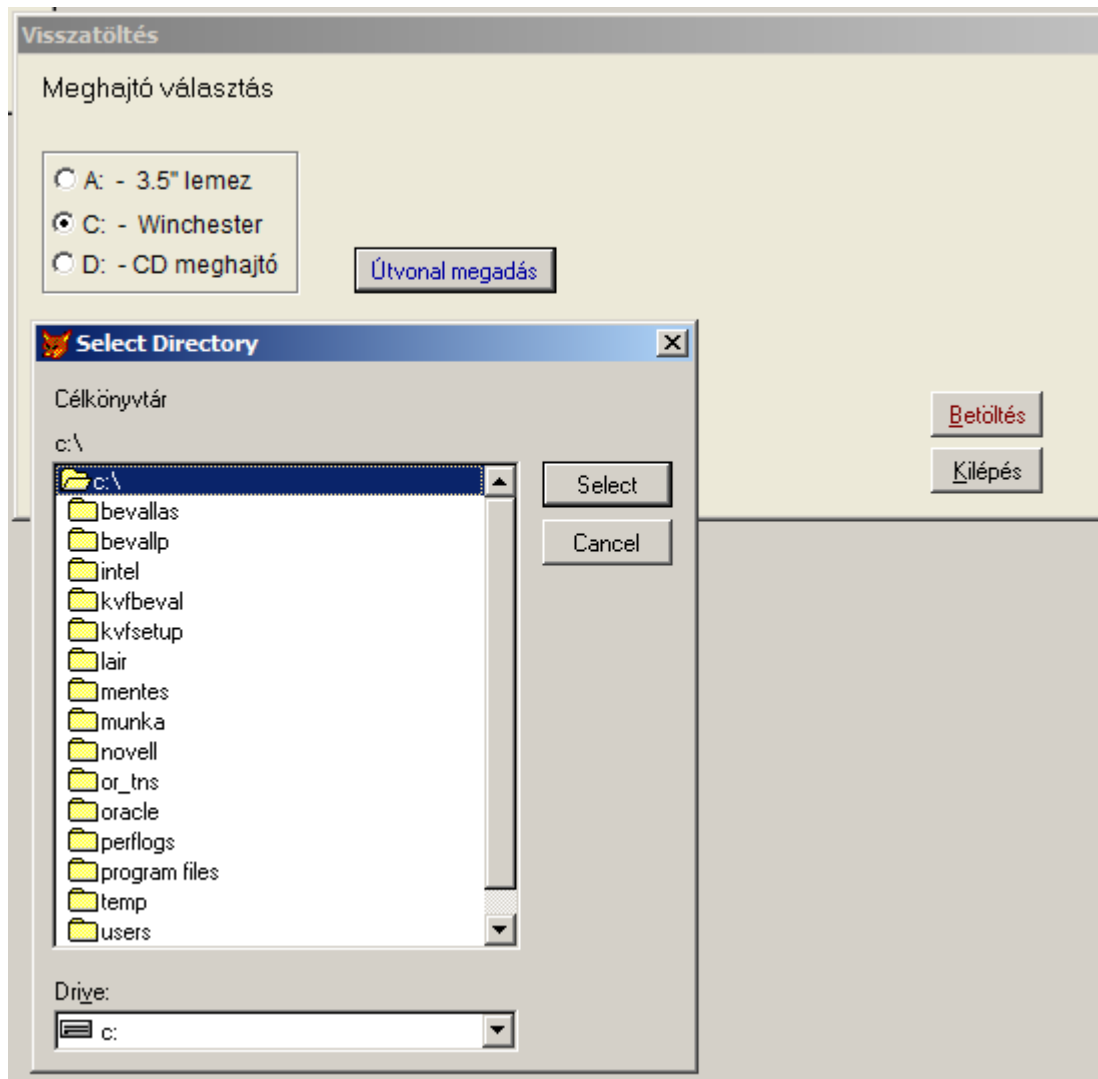 Visszatöltés
Meghajtó választás
A: - 3.5" lemez
C: - Winchester
D: - CD meghajtó
Útvonal megadás
Select Directory
Célkönyvtár
c:\
c:\
bevallas
bevallp
intel
kvfbeval
kvfsetup
lair
mentes
munka
novell
or_tns
oracle
perflogs
program files
temp
users
Select
Cancel
Drive:
c:
Betöltés
Kilépés